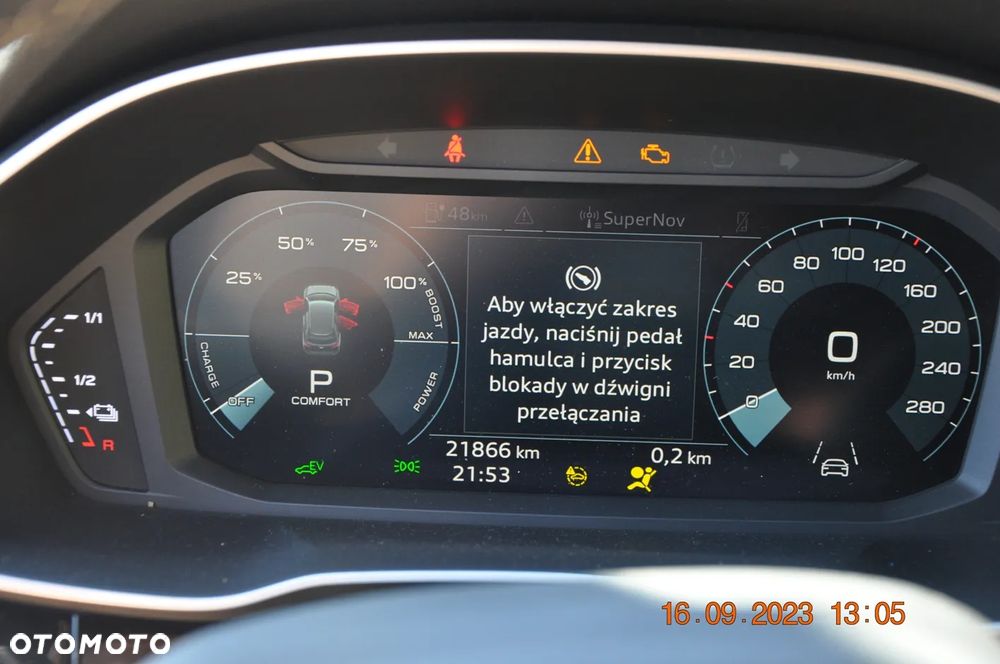 48km
SuperNov
25%
50%
75%
100%
BOOST
MAX
CHARGE
OFF
POWER
P
COMFORT
1/1
1/2
R
Aby włączyć zakres
jazdy, naciśnij pedał
hamulca i przycisk
blokady w dźwigni
przełączania
0
20
40
60
80
100
120
160
200
240
280
0
km/h
21866 km
0,2 km
21:53
EV
16.09.2023 13:05
OTOMOTO